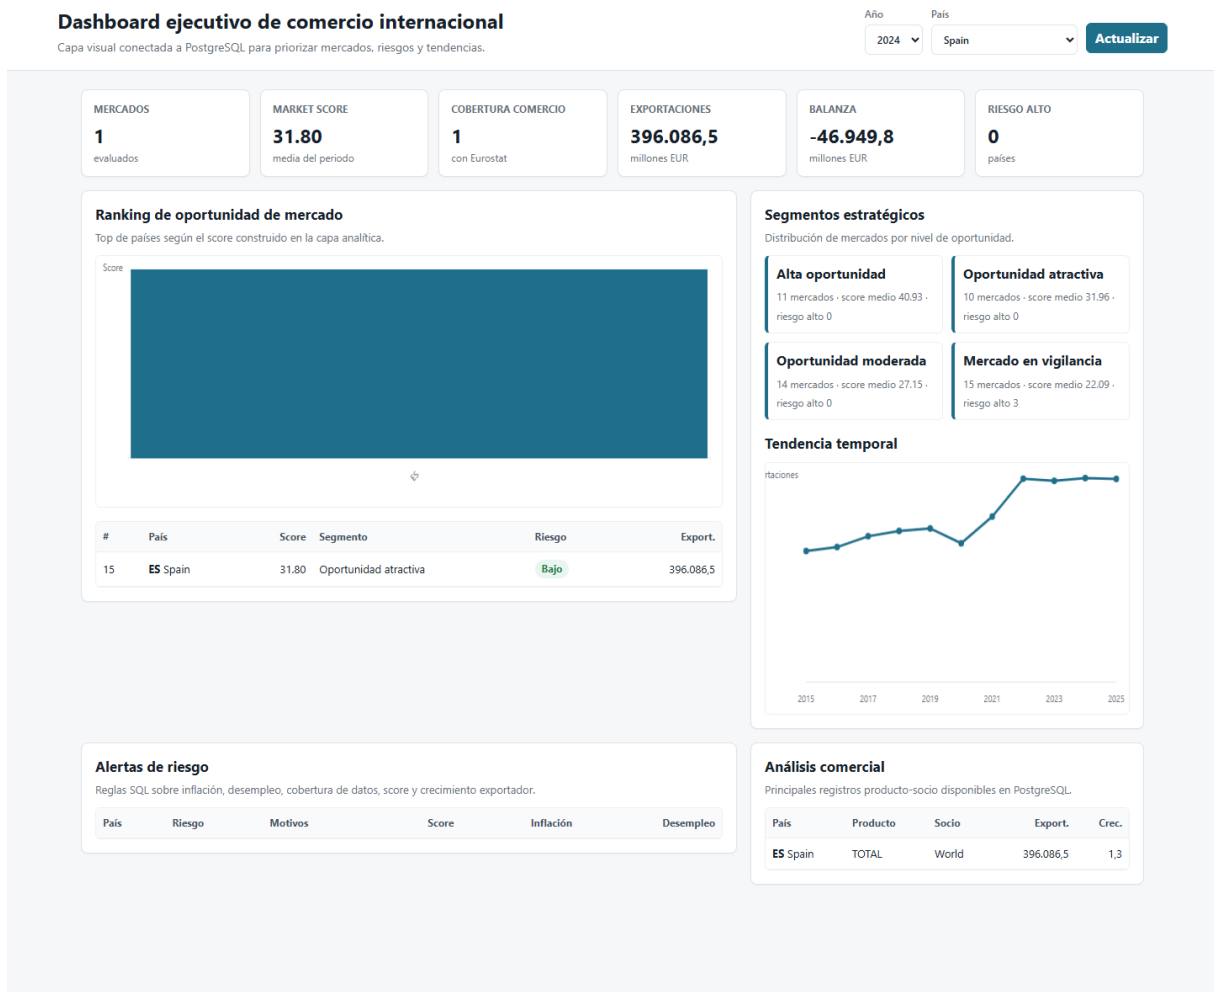 Dashboard ejecutivo de comercio internacional
Capa visual conectada a PostgreSQL para priorizar mercados, riesgos y tendencias.
Año
País
2024
Spain
Actualizar
MERCADOS
1
evaluados
MARKET SCORE
31.80
media del periodo
COBERTURA COMERCIO
1
con Eurostat
EXPORTACIONES
396.086,5
millones EUR
BALANZA
-46.949,8
millones EUR
RIESGO ALTO
0
países
Ranking de oportunidad de mercado
Top de países según el score construido en la capa analítica.
Score
# País Score Segmento Riesgo Export.
15 ES Spain 31.80 Oportunidad atractiva Bajo 396.086,5
Segmentos estratégicos
Distribución de mercados por nivel de oportunidad.
Alta oportunidad
11 mercados · score medio 40.93 ·
riesgo alto 0
Oportunidad atractiva
10 mercados · score medio 31.96 ·
riesgo alto 0
Oportunidad moderada
14 mercados · score medio 27.15 ·
riesgo alto 0
Mercado en vigilancia
15 mercados · score medio 22.09 ·
riesgo alto 3
Tendencia temporal
rtaciones
2015 2017 2019 2021 2023 2025
Alertas de riesgo
Reglas SQL sobre inflación, desempleo, cobertura de datos, score y crecimiento exportador.
País Riesgo Motivos Score Inflación Desempleo
Análisis comercial
Principales registros producto-socio disponibles en PostgreSQL.
País Producto Socio Export. Crec.
ES Spain TOTAL World 396.086,5 1,3